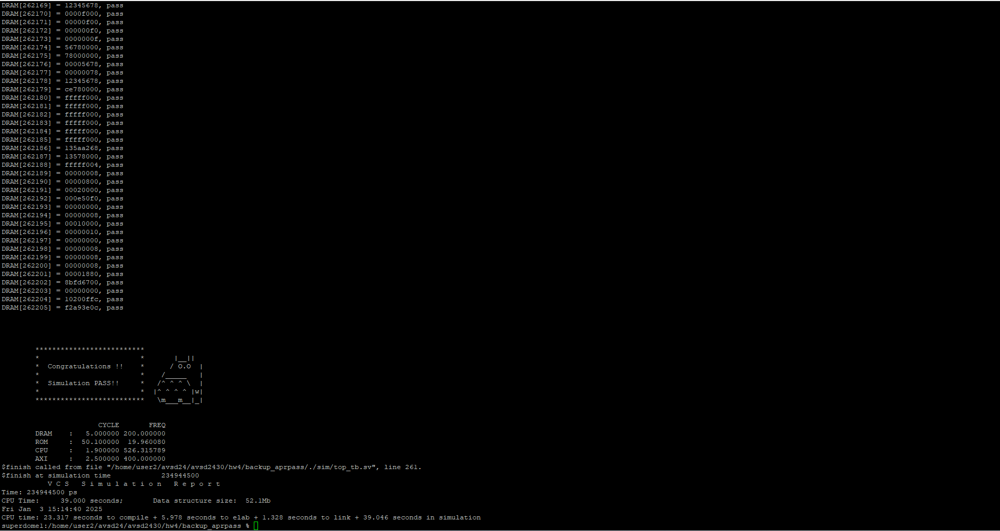 DRAM[262169] = 12345678, pass
DRAM[262170] = 0000f000, pass
DRAM[262171] = 00000f00, pass
DRAM[262172] = 000000f0, pass
DRAM[262173] = 0000000f, pass
DRAM[262174] = 56780000, pass
DRAM[262175] = 78000000, pass
DRAM[262176] = 00005678, pass
DRAM[262177] = 00000078, pass
DRAM[262178] = 12345678, pass
DRAM[262179] = ce780000, pass
DRAM[262180] = fffff000, pass
DRAM[262181] = fffff000, pass
DRAM[262182] = fffff000, pass
DRAM[262183] = fffff000, pass
DRAM[262184] = fffff000, pass
DRAM[262185] = fffff000, pass
DRAM[262186] = 135aa268, pass
DRAM[262187] = 13578000, pass
DRAM[262188] = fffff004, pass
DRAM[262189] = 00000008, pass
DRAM[262190] = 00000800, pass
DRAM[262191] = 00020000, pass
DRAM[262192] = 000e50f0, pass
DRAM[262193] = 00000000, pass
DRAM[262194] = 00000008, pass
DRAM[262195] = 00010000, pass
DRAM[262196] = 00000010, pass
DRAM[262197] = 00000000, pass
DRAM[262198] = 00000008, pass
DRAM[262199] = 00000008, pass
DRAM[262200] = 00000008, pass
DRAM[262201] = 00001880, pass
DRAM[262202] = 8bfd6700, pass
DRAM[262203] = 00000000, pass
DRAM[262204] = 10200ffc, pass
DRAM[262205] = f2a93e0c, pass
**************************
*                        *       |__||
*  Congratulations !!    *      / O.O  |
*                        *    /_____   |
*  Simulation PASS!!     *   /^ ^ ^ \  |
*                        *  |^ ^ ^ ^ |w|
**************************   \m___m__|_|
CYCLE FREQ
DRAM : 5.000000 200.000000
ROM : 50.100000 19.960080
CPU : 1.900000 526.315789
AXI : 2.500000 400.000000
$finish called from file "/home/user2/avsd24/avsd2430/hw4/backup_aprpass/./sim/top_tb.sv", line 261.
$finish at simulation time 234944500
V C S   S i m u l a t i o n   R e p o r t
Time: 234944500 ps
CPU Time: 39.000 seconds; Data structure size: 52.1Mb
Fri Jan  3 15:14:40 2025
CPU time: 23.317 seconds to compile + 5.978 seconds to elab + 1.328 seconds to link + 39.046 seconds in simulation
superdome1:/home/user2/avsd24/avsd2430/hw4/backup_aprpass %